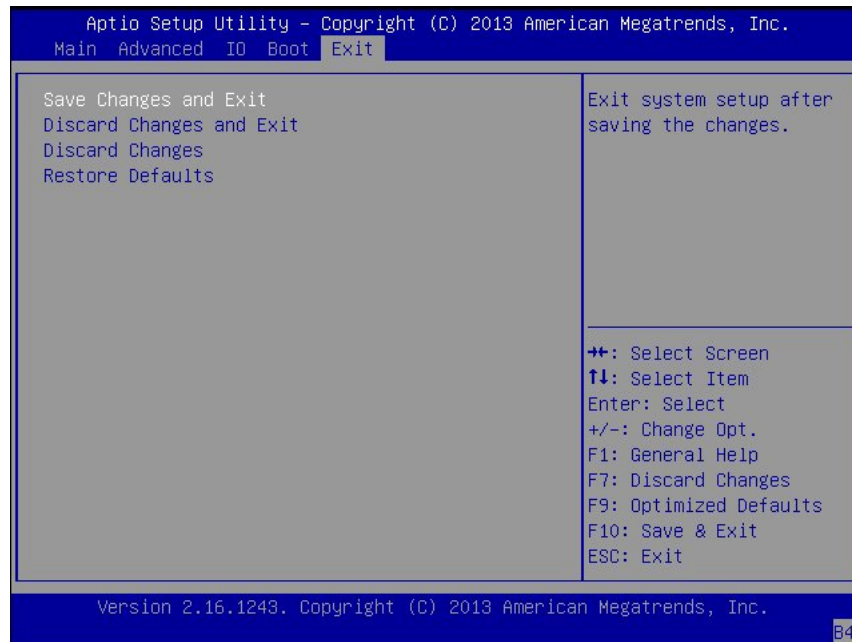 Aptio Setup Utility – Copyright (C) 2013 American Megatrends, Inc.
Main Advanced IO Boot Exit
Save Changes and Exit
Discard Changes and Exit
Discard Changes
Restore Defaults
Exit system setup after
saving the changes.
→←: Select Screen
↑↓: Select Item
Enter: Select
+/-: Change Opt.
F1: General Help
F7: Discard Changes
F9: Optimized Defaults
F10: Save & Exit
ESC: Exit
Version 2.16.1243. Copyright (C) 2013 American Megatrends, Inc.
B4